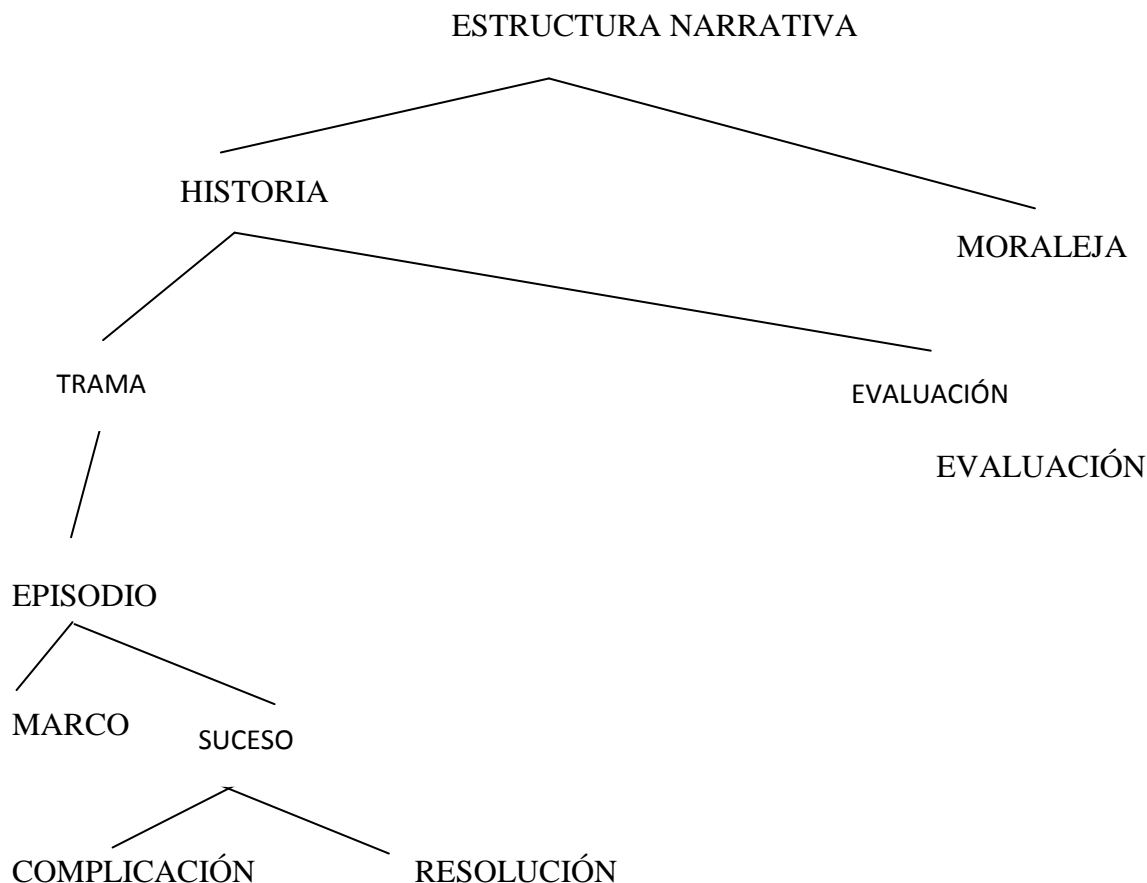 ESTRUCTURA NARRATIVA
HISTORIA
MORALEJA
TRAMA
EVALUACIÓN
EVALUACIÓN
EPISODIO
MARCO
SUCESO
COMPLICACIÓN
RESOLUCIÓN